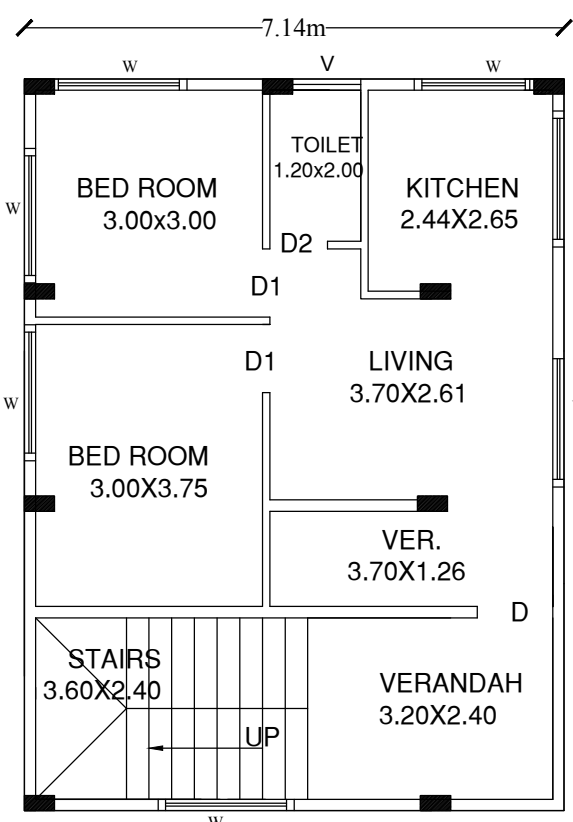 7.14m
W
V
W
TOILET
1.20x2.00
BED ROOM
3.00x3.00
KITCHEN
2.44X2.65
W
D2
D1
D1
LIVING
3.70X2.61
W
BED ROOM
3.00X3.75
VER.
3.70X1.26
D
STAIRS
3.60X2.40
VERANDAH
3.20X2.40
UP
W